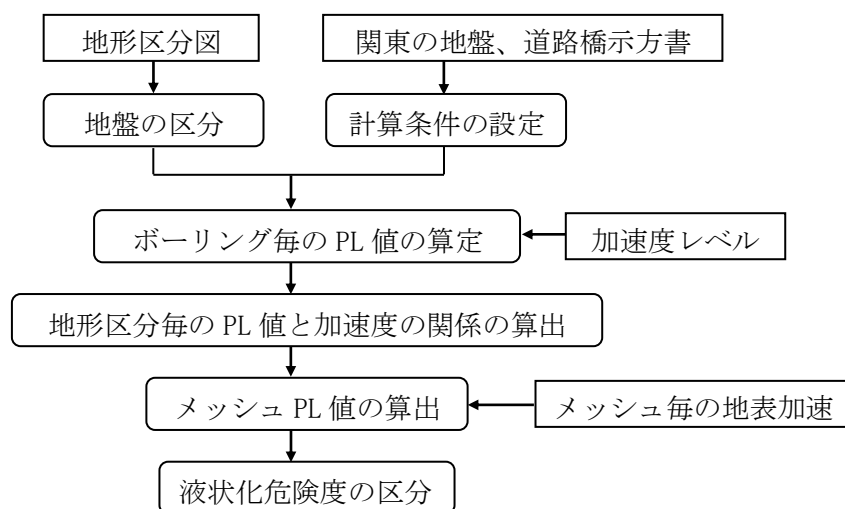 地形区分図
関東の地盤、道路橋示方書
地盤の区分
計算条件の設定
ボーリング毎の PL 値の算定
加速度レベル
地形区分毎の PL 値と加速度の関係の算出
メッシュ PL 値の算出
メッシュ毎の地表加速
液状化危険度の区分